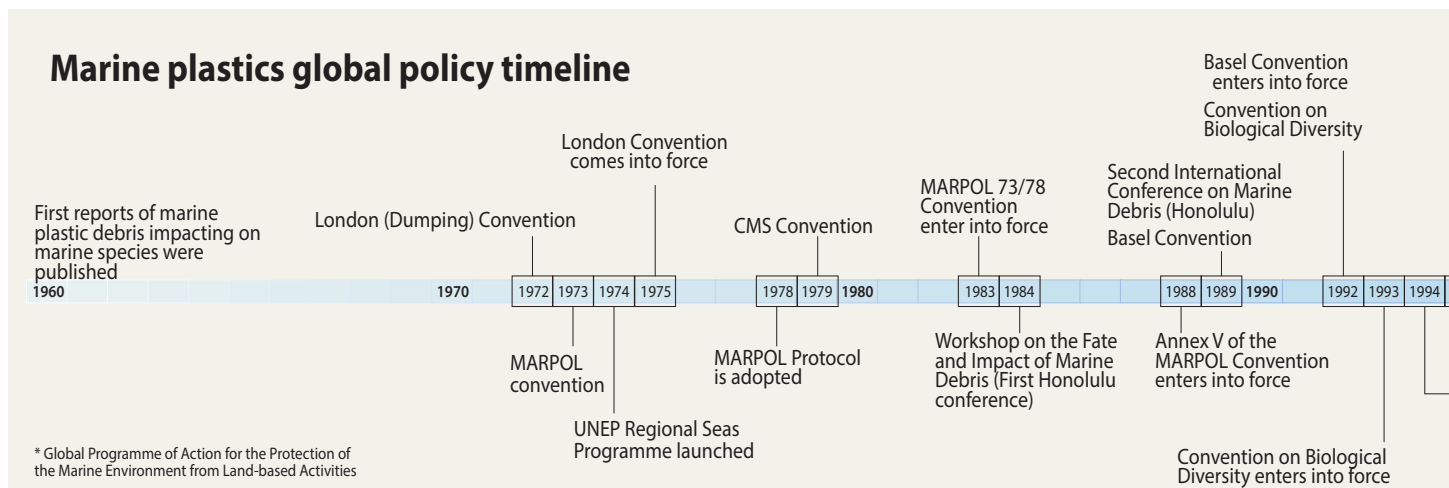 Marine plastics global policy timeline
First reports of marine
plastic debris impacting on
marine species were
published
London (Dumping) Convention
London Convention
comes into force
CMS Convention
MARPOL 73/78
Convention
enter into force
Second International
Conference on Marine
Debris (Honolulu)
Basel Convention
Basel Convention
enters into force
Convention on
Biological Diversity
1960 1970 1972 1973 1974 1975 1978 1979 1980 1983 1984 1988 1989 1990 1992 1993 1994
MARPOL
convention
UNEP Regional Seas
Programme launched
MARPOL Protocol
is adopted
Workshop on the Fate
and Impact of Marine
Debris (First Honolulu
conference)
Annex V of the
MARPOL Convention
enters into force
Convention on Biological
Diversity enters into force
* Global Programme of Action for the Protection of
the Marine Environment from Land-based Activities